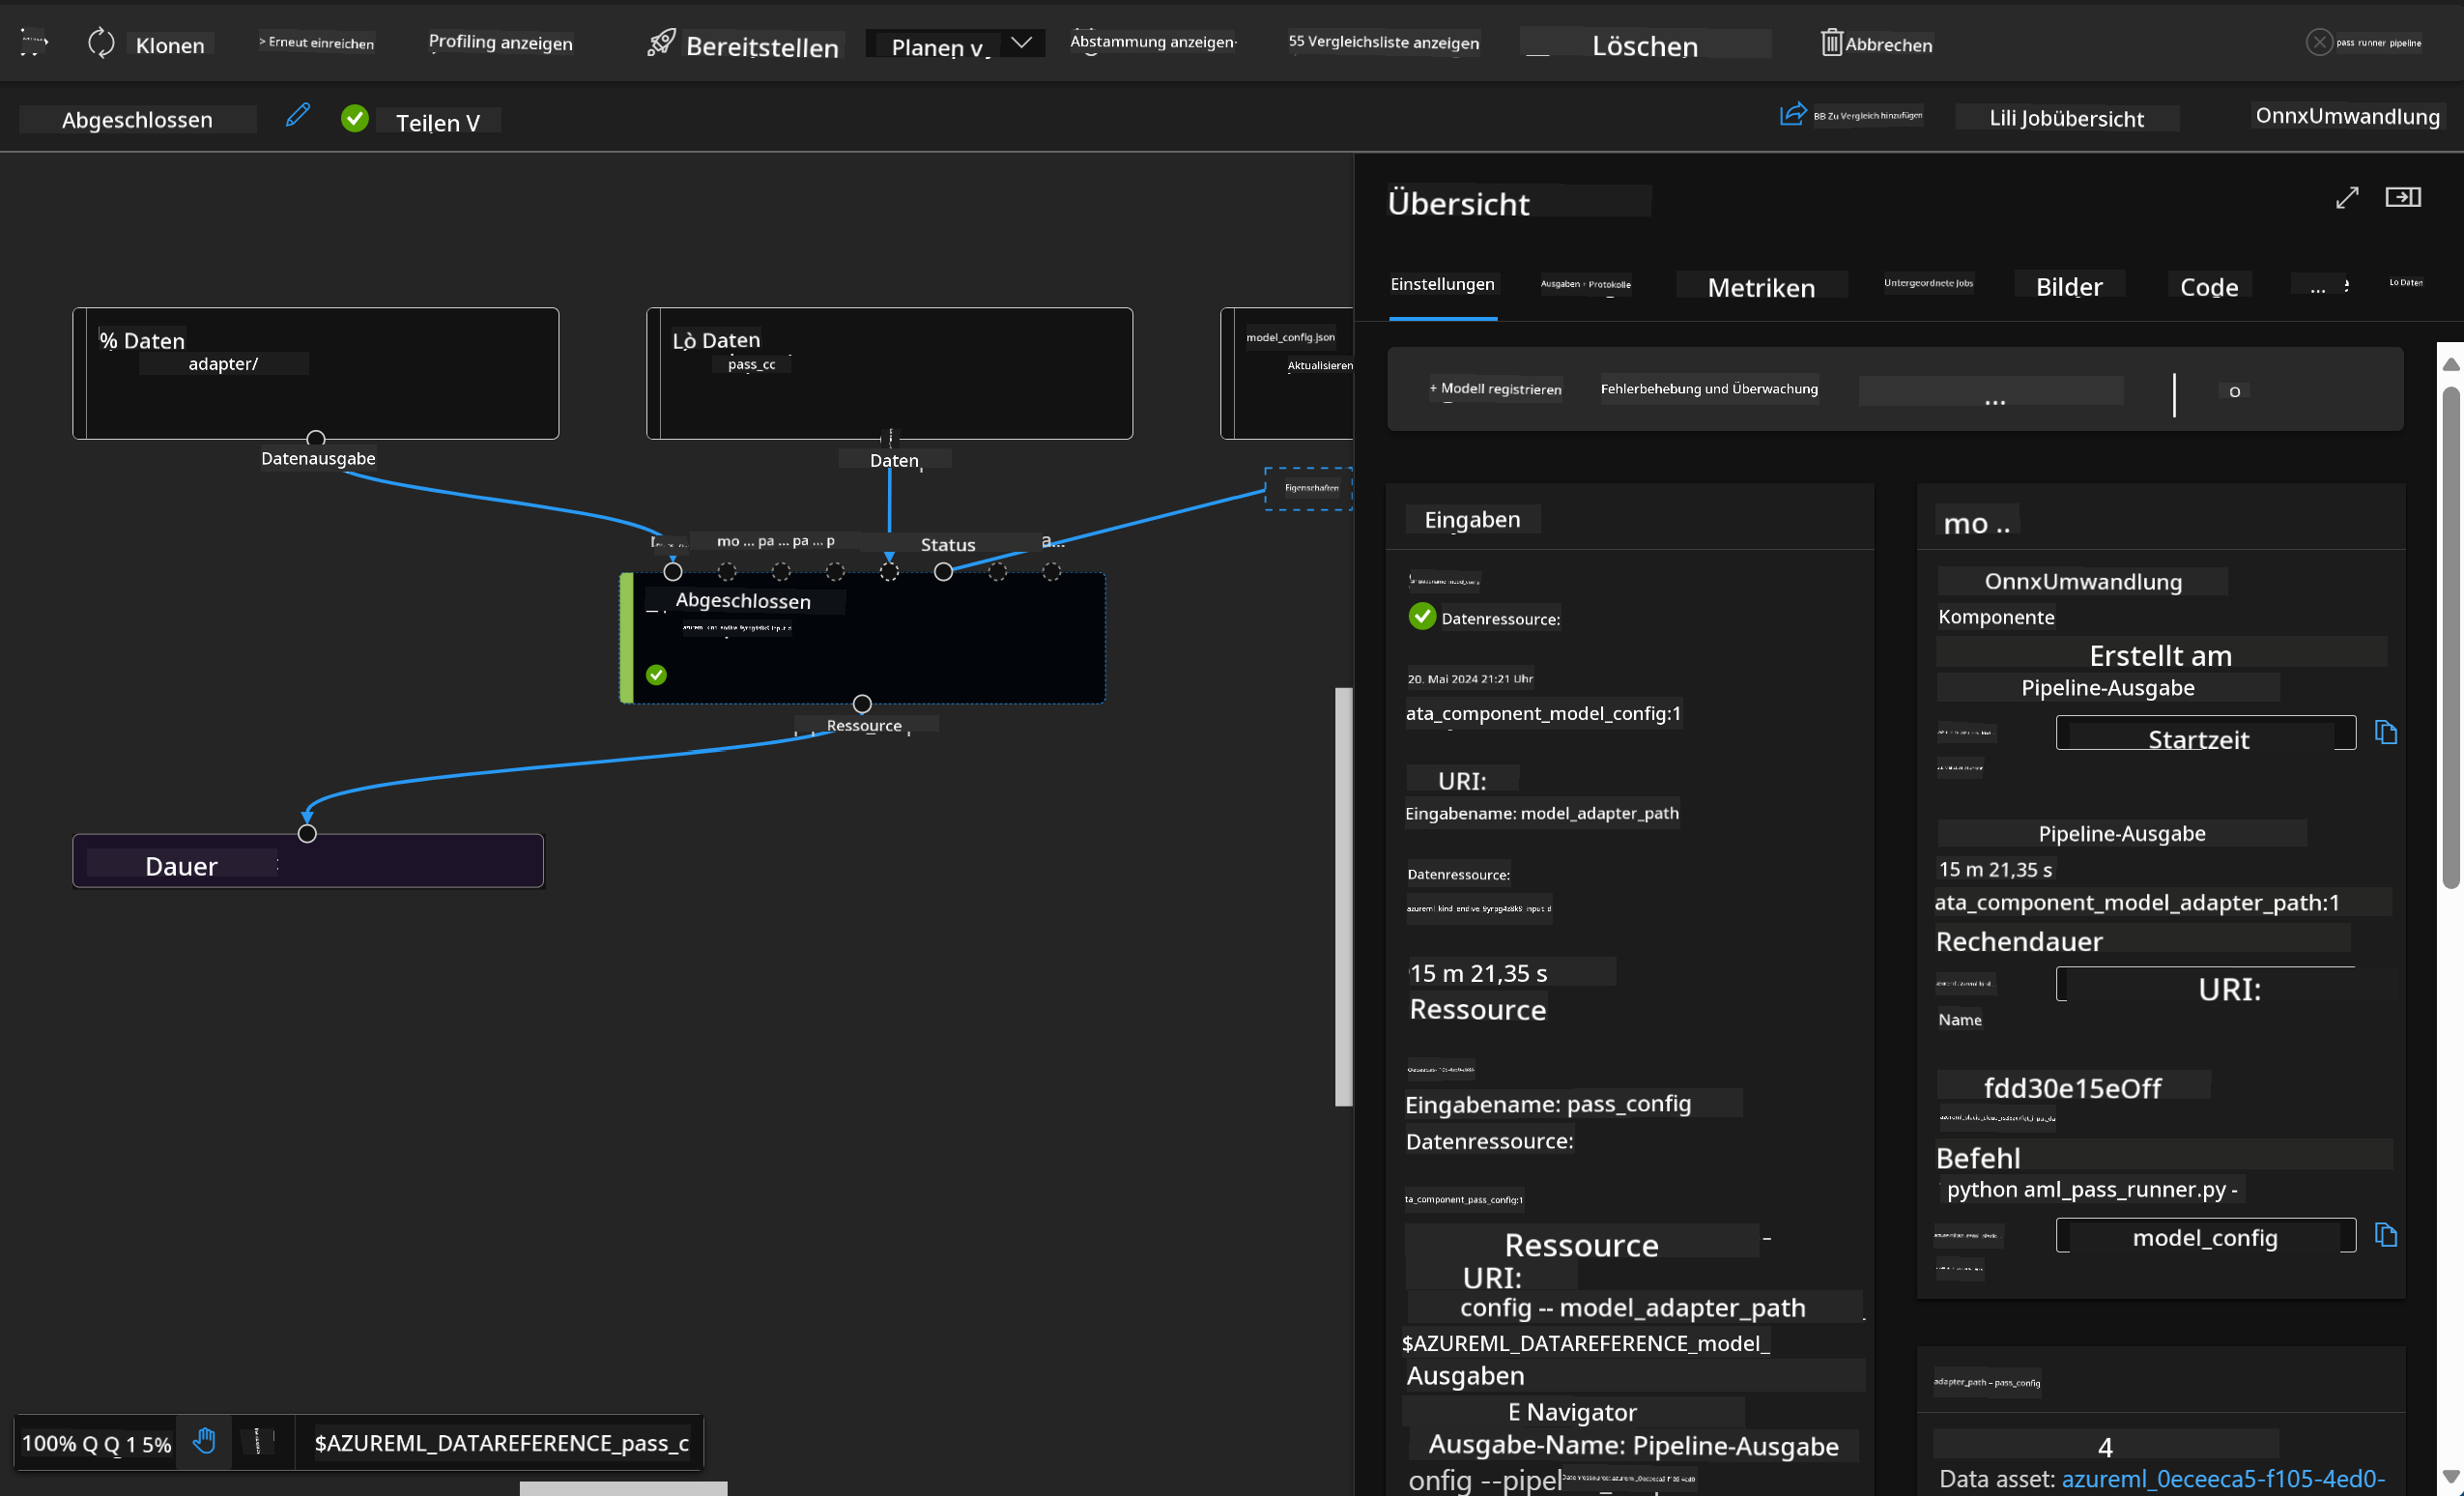 Klonen
> Erneut einreichen
Profiling anzeigen
Bereitstellen
Planen v
Abstammung anzeigen
55 Vergleichsliste anzeigen
Löschen
Abbrechen
pass runner pipeline
Abgeschlossen
Teilen V
BB Zu Vergleich hinzufügen
Lili Jobübersicht
OnnxUmwandlung
Übersicht
Einstellungen
Ausgaben + Protokolle
Metriken
Untergeordnete Jobs
Bilder
Code
...
Lo Daten
% Daten
adapter/
Lò Daten
pass_cc
model_config.json
Aktualisieren
Datenausgabe
Daten
Eigenschaften
mo ... pa ... pa ... p
Status
a...
Abgeschlossen
Ressource
Dauer
100% Q Q 1 5%
$AZUREML_DATAREFERENCE_pass_c
+ Modell registrieren
Fehlerbehebung und Überwachung
...
O
Eingaben
Datenressource:
20. Mai 2024 21:21 Uhr
ata_component_model_config:1
URI:
Eingabename: model_adapter_path
Datenressource:
15 m 21,35 s
Ressource
Eingabename: pass_config
Datenressource:
ta_component_pass_config:1
Ressource
URI:
config -- model_adapter_path
$AZUREML_DATAREFERENCE_model_
Ausgaben
E Navigator
Ausgabe-Name: Pipeline-Ausgabe
onfig --pipel
mo ..
OnnxUmwandlung
Komponente
Erstellt am
Pipeline-Ausgabe
Startzeit
Pipeline-Ausgabe
15 m 21,35 s
ata_component_model_adapter_path:1
Rechendauer
URI:
Name
fdd30e15eOff
Befehl
python aml_pass_runner.py -
model_config
adapter_path – pass_config
4
Data asset: azureml_0eceeca5-f105-4ed0-